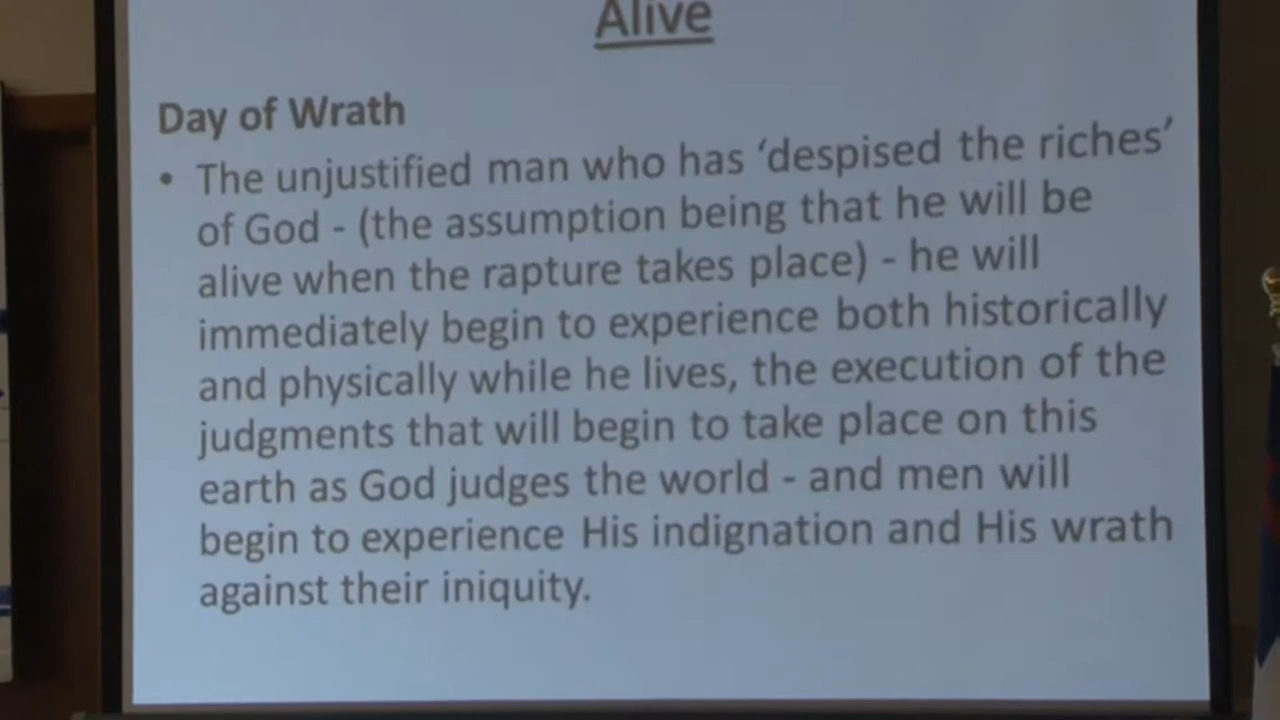 Alive
Day of Wrath
• The unjustified man who has ‘despised the riches’
of God - (the assumption being that he will be
alive when the rapture takes place) - he will
immediately begin to experience both historically
and physically while he lives, the execution of the
judgments that will begin to take place on this
earth as God judges the world - and men will
begin to experience His indignation and His wrath
against their iniquity.